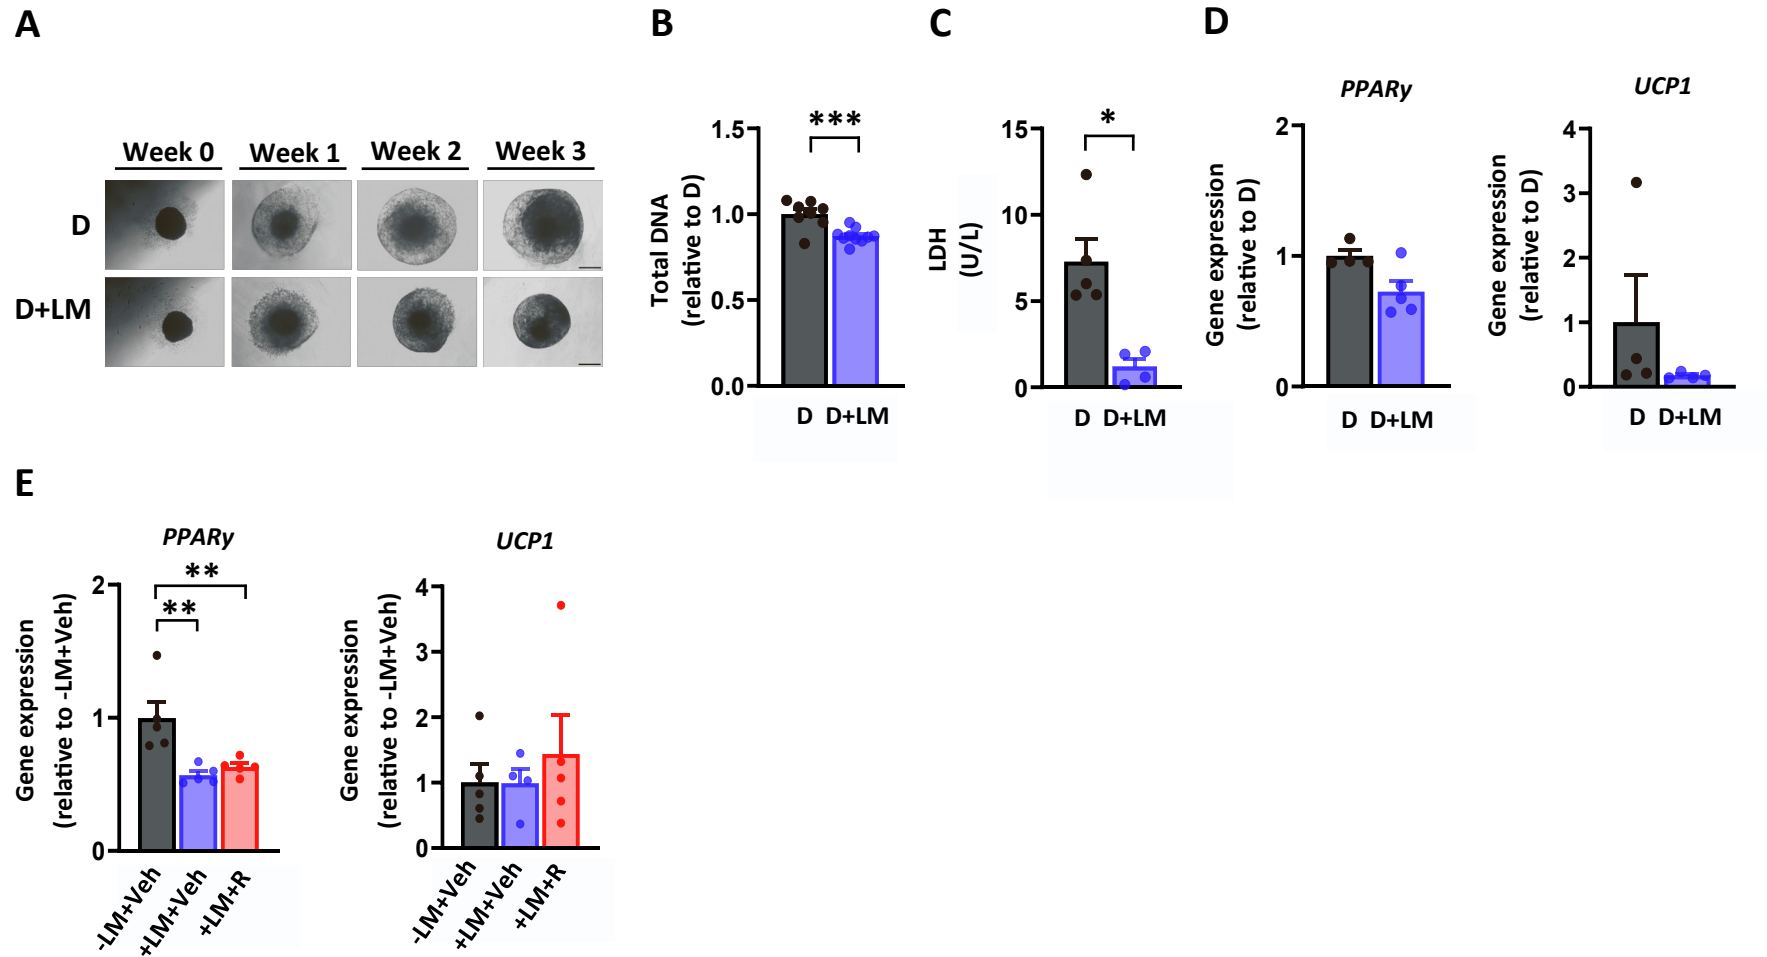 A
Week 0 Week 1 Week 2 Week 3
D
D+LM
B
***
Total DNA
(relative to D)
1.5
1.0
0.5
0.0
D D+LM
C
*
LDH
(U/L)
15
10
5
0
D D+LM
D
PPARy
Gene expression
(relative to D)
2
1
0
D D+LM
UCP1
Gene expression
(relative to D)
4
3
2
1
0
D D+LM
E
PPARy
**
**
Gene expression
(relative to -LM+Veh)
2
1
0
-LM+Veh
+LM+Veh
+LM+R
UCP1
Gene expression
(relative to -LM+Veh)
4
3
2
1
0
-LM+Veh
+LM+Veh
+LM+R